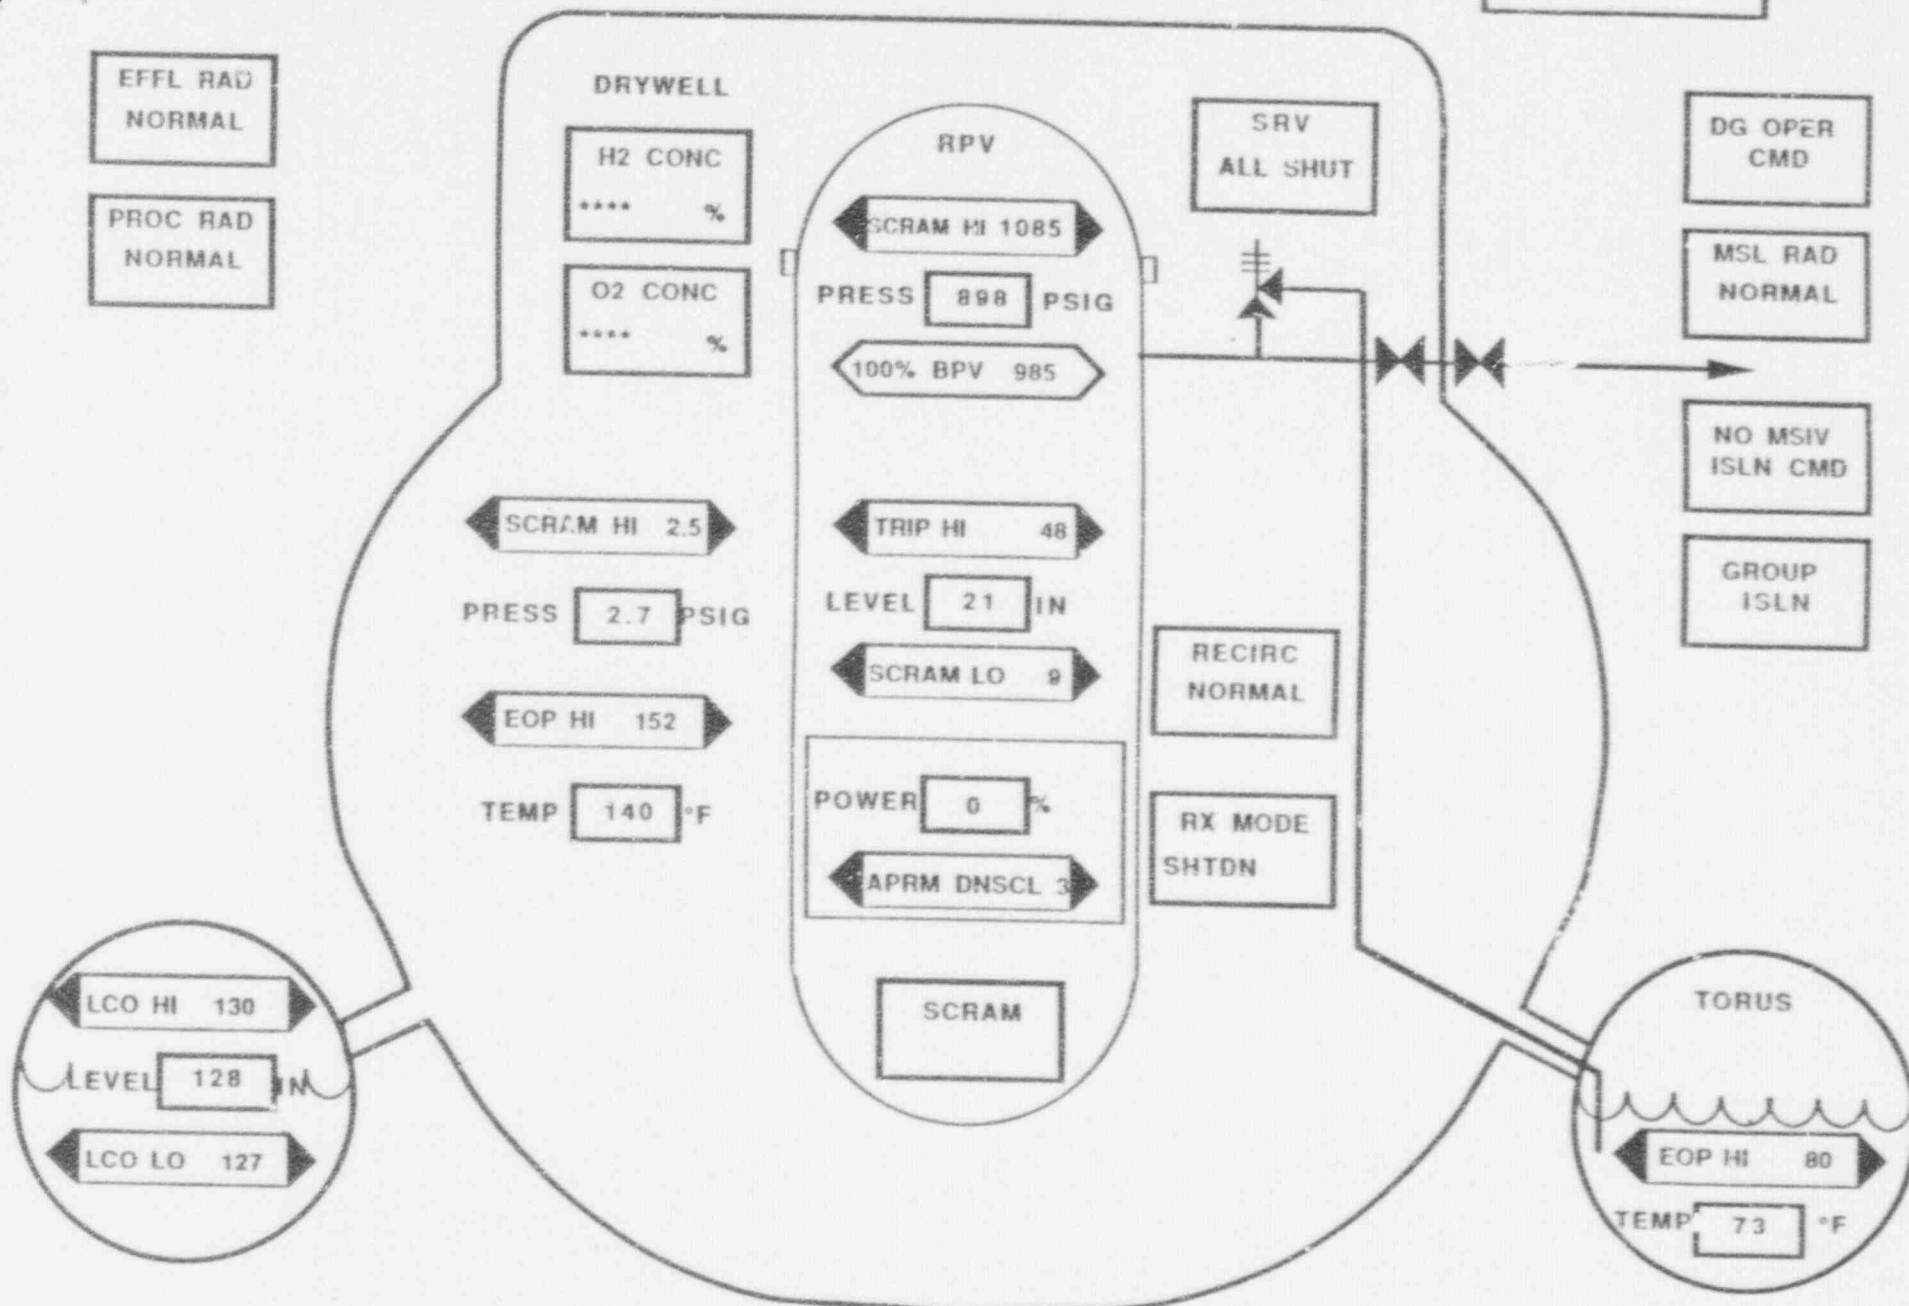 EFFL RAD
NORMAL
PROC RAD
NORMAL
DRYWELL
H2 CONC
**** %
O2 CONC
**** %
SCRAM HI 2.5
PRESS 2.7 PSIG
EOP HI 152
TEMP 140 °F
RPV
SCRAM HI 1085
PRESS 898 PSIG
100% BPV 985
TRIP HI 48
LEVEL 21 IN
SCRAM LO 9
POWER 0 %
APRM DNSCL 3
SCRAM
SRV
ALL SHUT
RECIRC
NORMAL
RX MODE
SHTDN
DG OPER
CMD
MSL RAD
NORMAL
NO MSIV
ISLN CMD
GROUP
ISLN
LCO HI 130
LEVEL 128 IN
LCO LO 127
TORUS
EOP HI 80
TEMP 73 °F